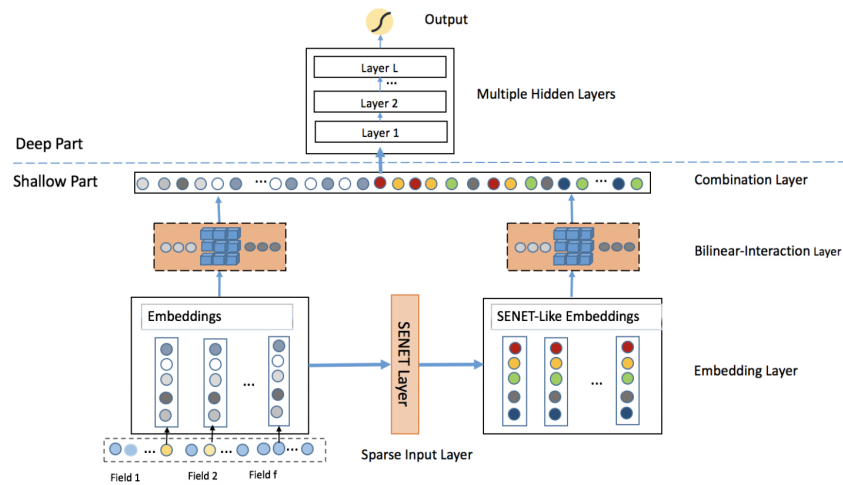 Output
Layer L
...
Layer 2
Layer 1
Multiple Hidden Layers
Deep Part
Shallow Part
...
...
Combination Layer
Bilinear-Interaction Layer
Embeddings
...
SENET Layer
SENET-Like Embeddings
...
Embedding Layer
... ... ...
Sparse Input Layer
Field 1 Field 2 Field f